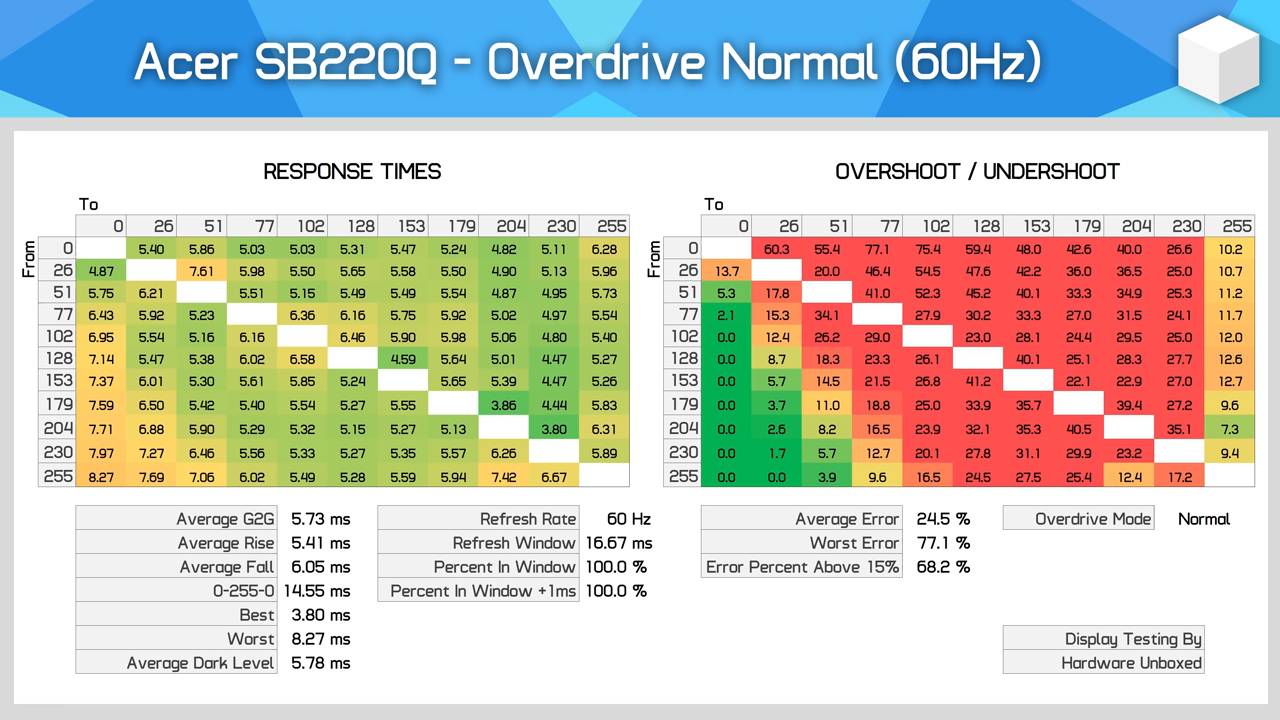 Acer SB220Q - Overdrive Normal (60Hz)
RESPONSE TIMES
To
0 26 51 77 102 128 153 179 204 230 255
From
0 5.40 5.86 5.03 5.03 5.31 5.47 5.24 4.82 5.11 6.28
26 4.87 7.61 5.98 5.50 5.65 5.58 5.50 4.90 5.13 5.96
51 5.75 6.21 5.51 5.15 5.49 5.49 5.54 4.87 4.95 5.73
77 6.43 5.92 5.23 6.36 6.16 5.75 5.92 5.02 4.97 5.54
102 6.95 5.54 5.16 6.16 6.46 5.90 5.98 5.06 4.80 5.40
128 7.14 5.47 5.38 6.02 6.58 4.59 5.64 5.01 4.47 5.27
153 7.37 6.01 5.30 5.61 5.85 5.24 5.65 5.39 4.47 5.26
179 7.59 6.50 5.42 5.40 5.54 5.27 5.55 3.86 4.44 5.83
204 7.71 6.88 5.90 5.29 5.32 5.15 5.27 5.13 3.80 6.31
230 7.97 7.27 6.46 5.56 5.33 5.27 5.35 5.57 6.26 5.89
255 8.27 7.69 7.06 6.02 5.49 5.28 5.59 5.94 7.42 6.67
Average G2G 5.73 ms
Average Rise 5.41 ms
Average Fall 6.05 ms
0-255-0 14.55 ms
Best 3.80 ms
Worst 8.27 ms
Average Dark Level 5.78 ms
Refresh Rate 60 Hz
Refresh Window 16.67 ms
Percent In Window 100.0 %
Percent In Window +1ms 100.0 %
OVERSHOOT / UNDERSHOOT
To
0 26 51 77 102 128 153 179 204 230 255
From
0 60.3 55.4 77.1 75.4 59.4 48.0 42.6 40.0 26.6 10.2
26 13.7 20.0 46.4 54.5 47.6 42.2 36.0 36.5 25.0 10.7
51 5.3 17.8 41.0 52.3 45.2 40.1 33.3 34.9 25.3 11.2
77 2.1 15.3 34.1 27.9 30.2 33.3 27.0 31.5 24.1 11.7
102 0.0 12.4 26.2 29.0 23.0 28.1 24.4 29.5 25.0 12.0
128 0.0 8.7 18.3 23.3 26.1 40.1 25.1 28.3 27.7 12.6
153 0.0 5.7 14.5 21.5 26.8 41.2 22.1 22.9 27.0 12.7
179 0.0 3.7 11.0 18.8 25.0 33.9 35.7 39.4 27.2 9.6
204 0.0 2.6 8.2 16.5 23.9 32.1 35.3 40.5 35.1 7.3
230 0.0 1.7 5.7 12.7 20.1 27.8 31.1 29.9 23.2 9.4
255 0.0 0.0 3.9 9.6 16.5 24.5 27.5 25.4 12.4 17.2
Average Error 24.5 %
Worst Error 77.1 %
Error Percent Above 15% 68.2 %
Overdrive Mode Normal
Display Testing By
Hardware Unboxed